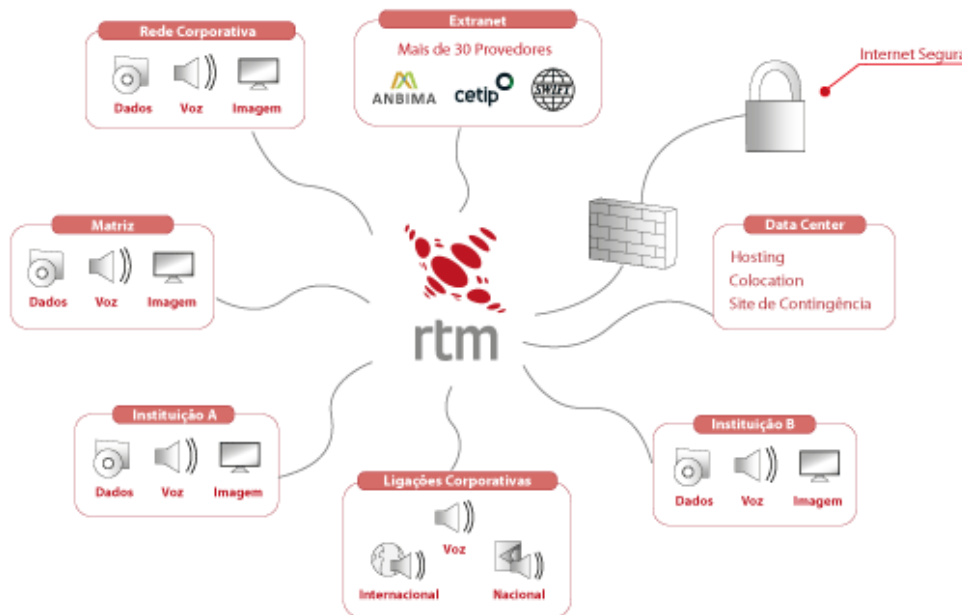 Rede Corporativa
Dados Voz Imagem
Extranet
Mais de 30 Provedores
ANBIMA cetip SWIFT
Internet Segura
Matriz
Dados Voz Imagem
rtm
Data Center
Hosting
Colocation
Site de Contingência
Instituição A
Dados Voz Imagem
Ligações Corporativas
Voz
Internacional Nacional
Instituição B
Dados Voz Imagem